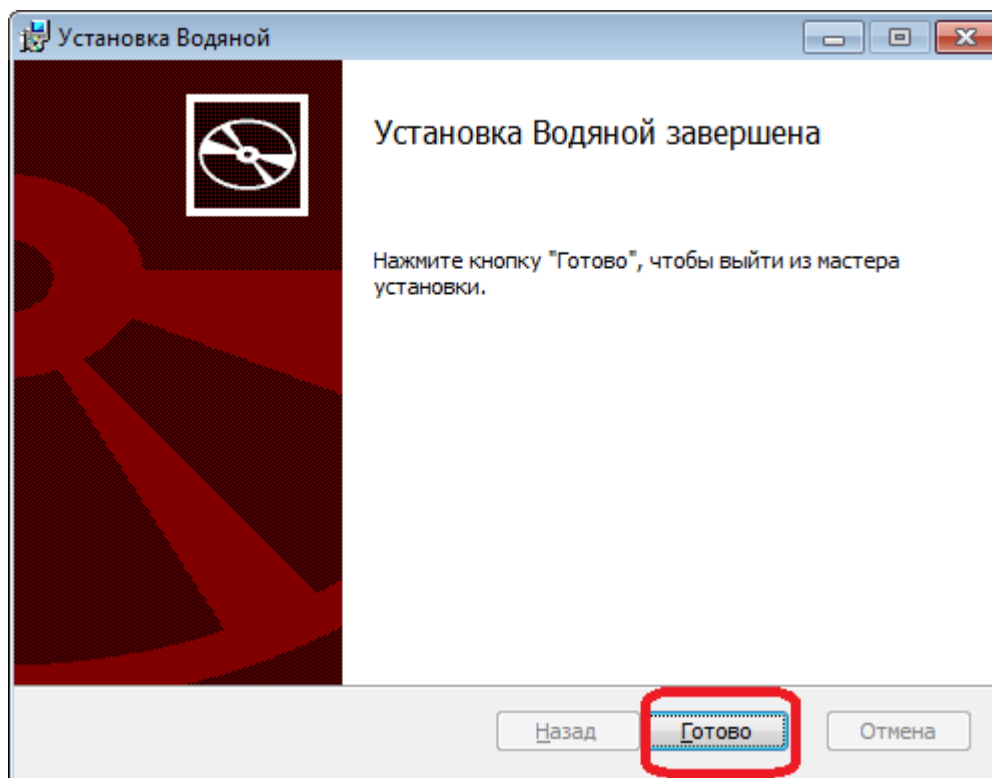 Установка Водяной
Установка Водяной завершена
Нажмите кнопку "Готово", чтобы выйти из мастера
установки.
Назад Готово Отмена